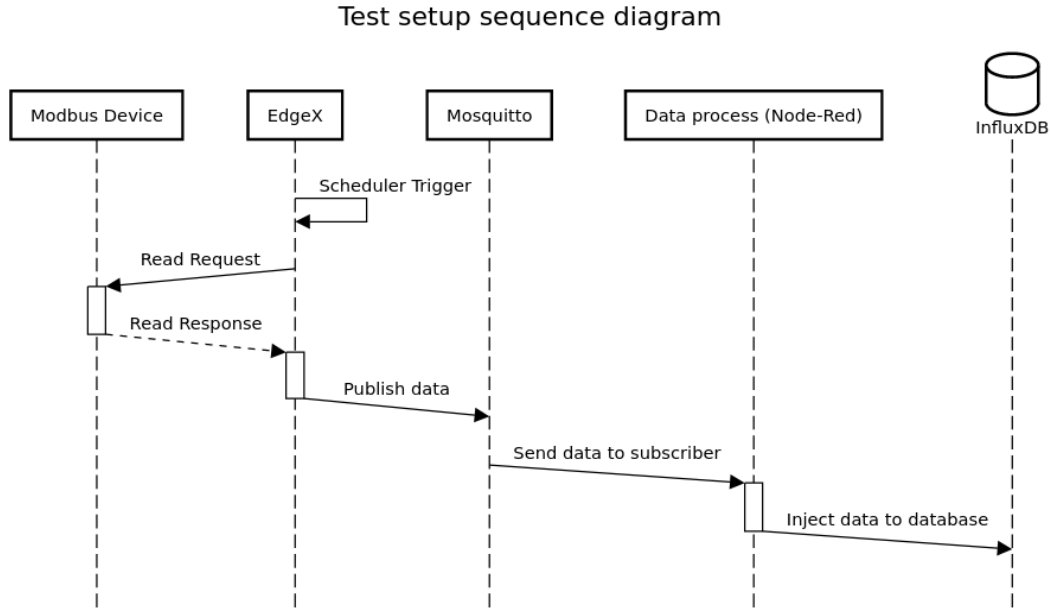 Test setup sequence diagram
Modbus Device
EdgeX
Mosquitto
Data process (Node-Red)
InfluxDB
Scheduler Trigger
Read Request
Read Response
Publish data
Send data to subscriber
Inject data to database